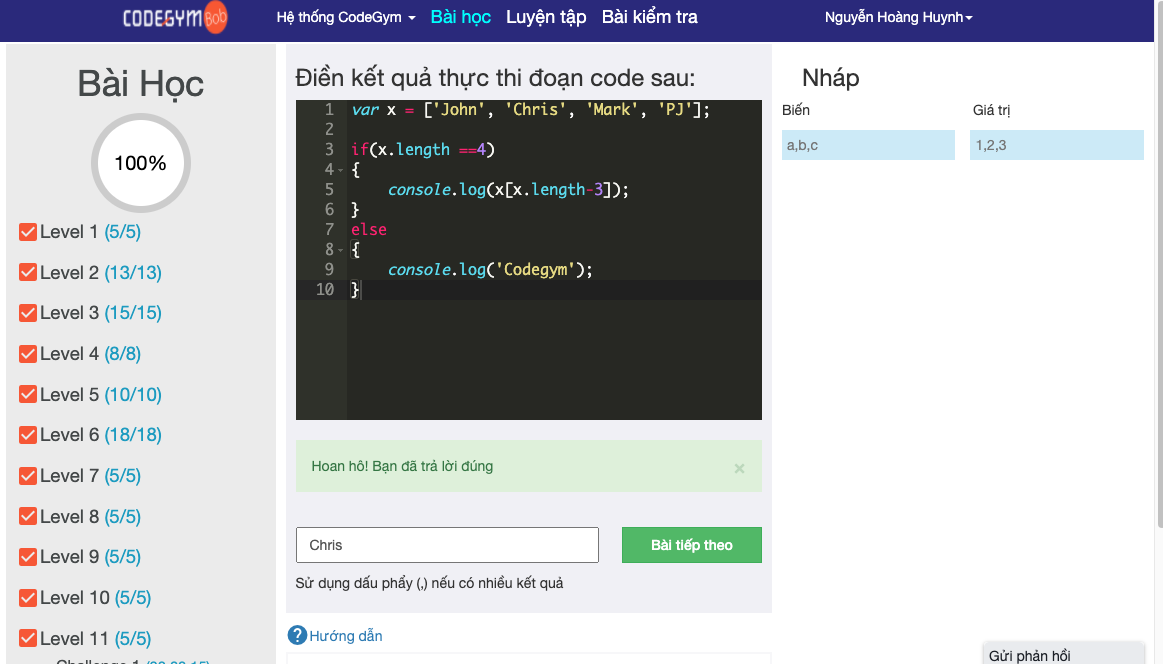 CODEGYM Bob
Hệ thống CodeGym Bài học Luyện tập Bài kiểm tra Nguyễn Hoàng Huynh
Bài Học
100%
Level 1 (5/5)
Level 2 (13/13)
Level 3 (15/15)
Level 4 (8/8)
Level 5 (10/10)
Level 6 (18/18)
Level 7 (5/5)
Level 8 (5/5)
Level 9 (5/5)
Level 10 (5/5)
Level 11 (5/5)
Điền kết quả thực thi đoạn code sau:
1 var x = ['John', 'Chris', 'Mark', 'PJ'];
2
3 if(x.length ==4)
4 {
5     console.log(x[x.length-3]);
6 }
7 else
8 {
9     console.log('Codegym');
10 }
Hoan hô! Bạn đã trả lời đúng ×
Chris Bài tiếp theo
Sử dụng dấu phẩy (,) nếu có nhiều kết quả
? Hướng dẫn
Nháp
Biến Giá trị
a,b,c 1,2,3
Gửi phản hồi